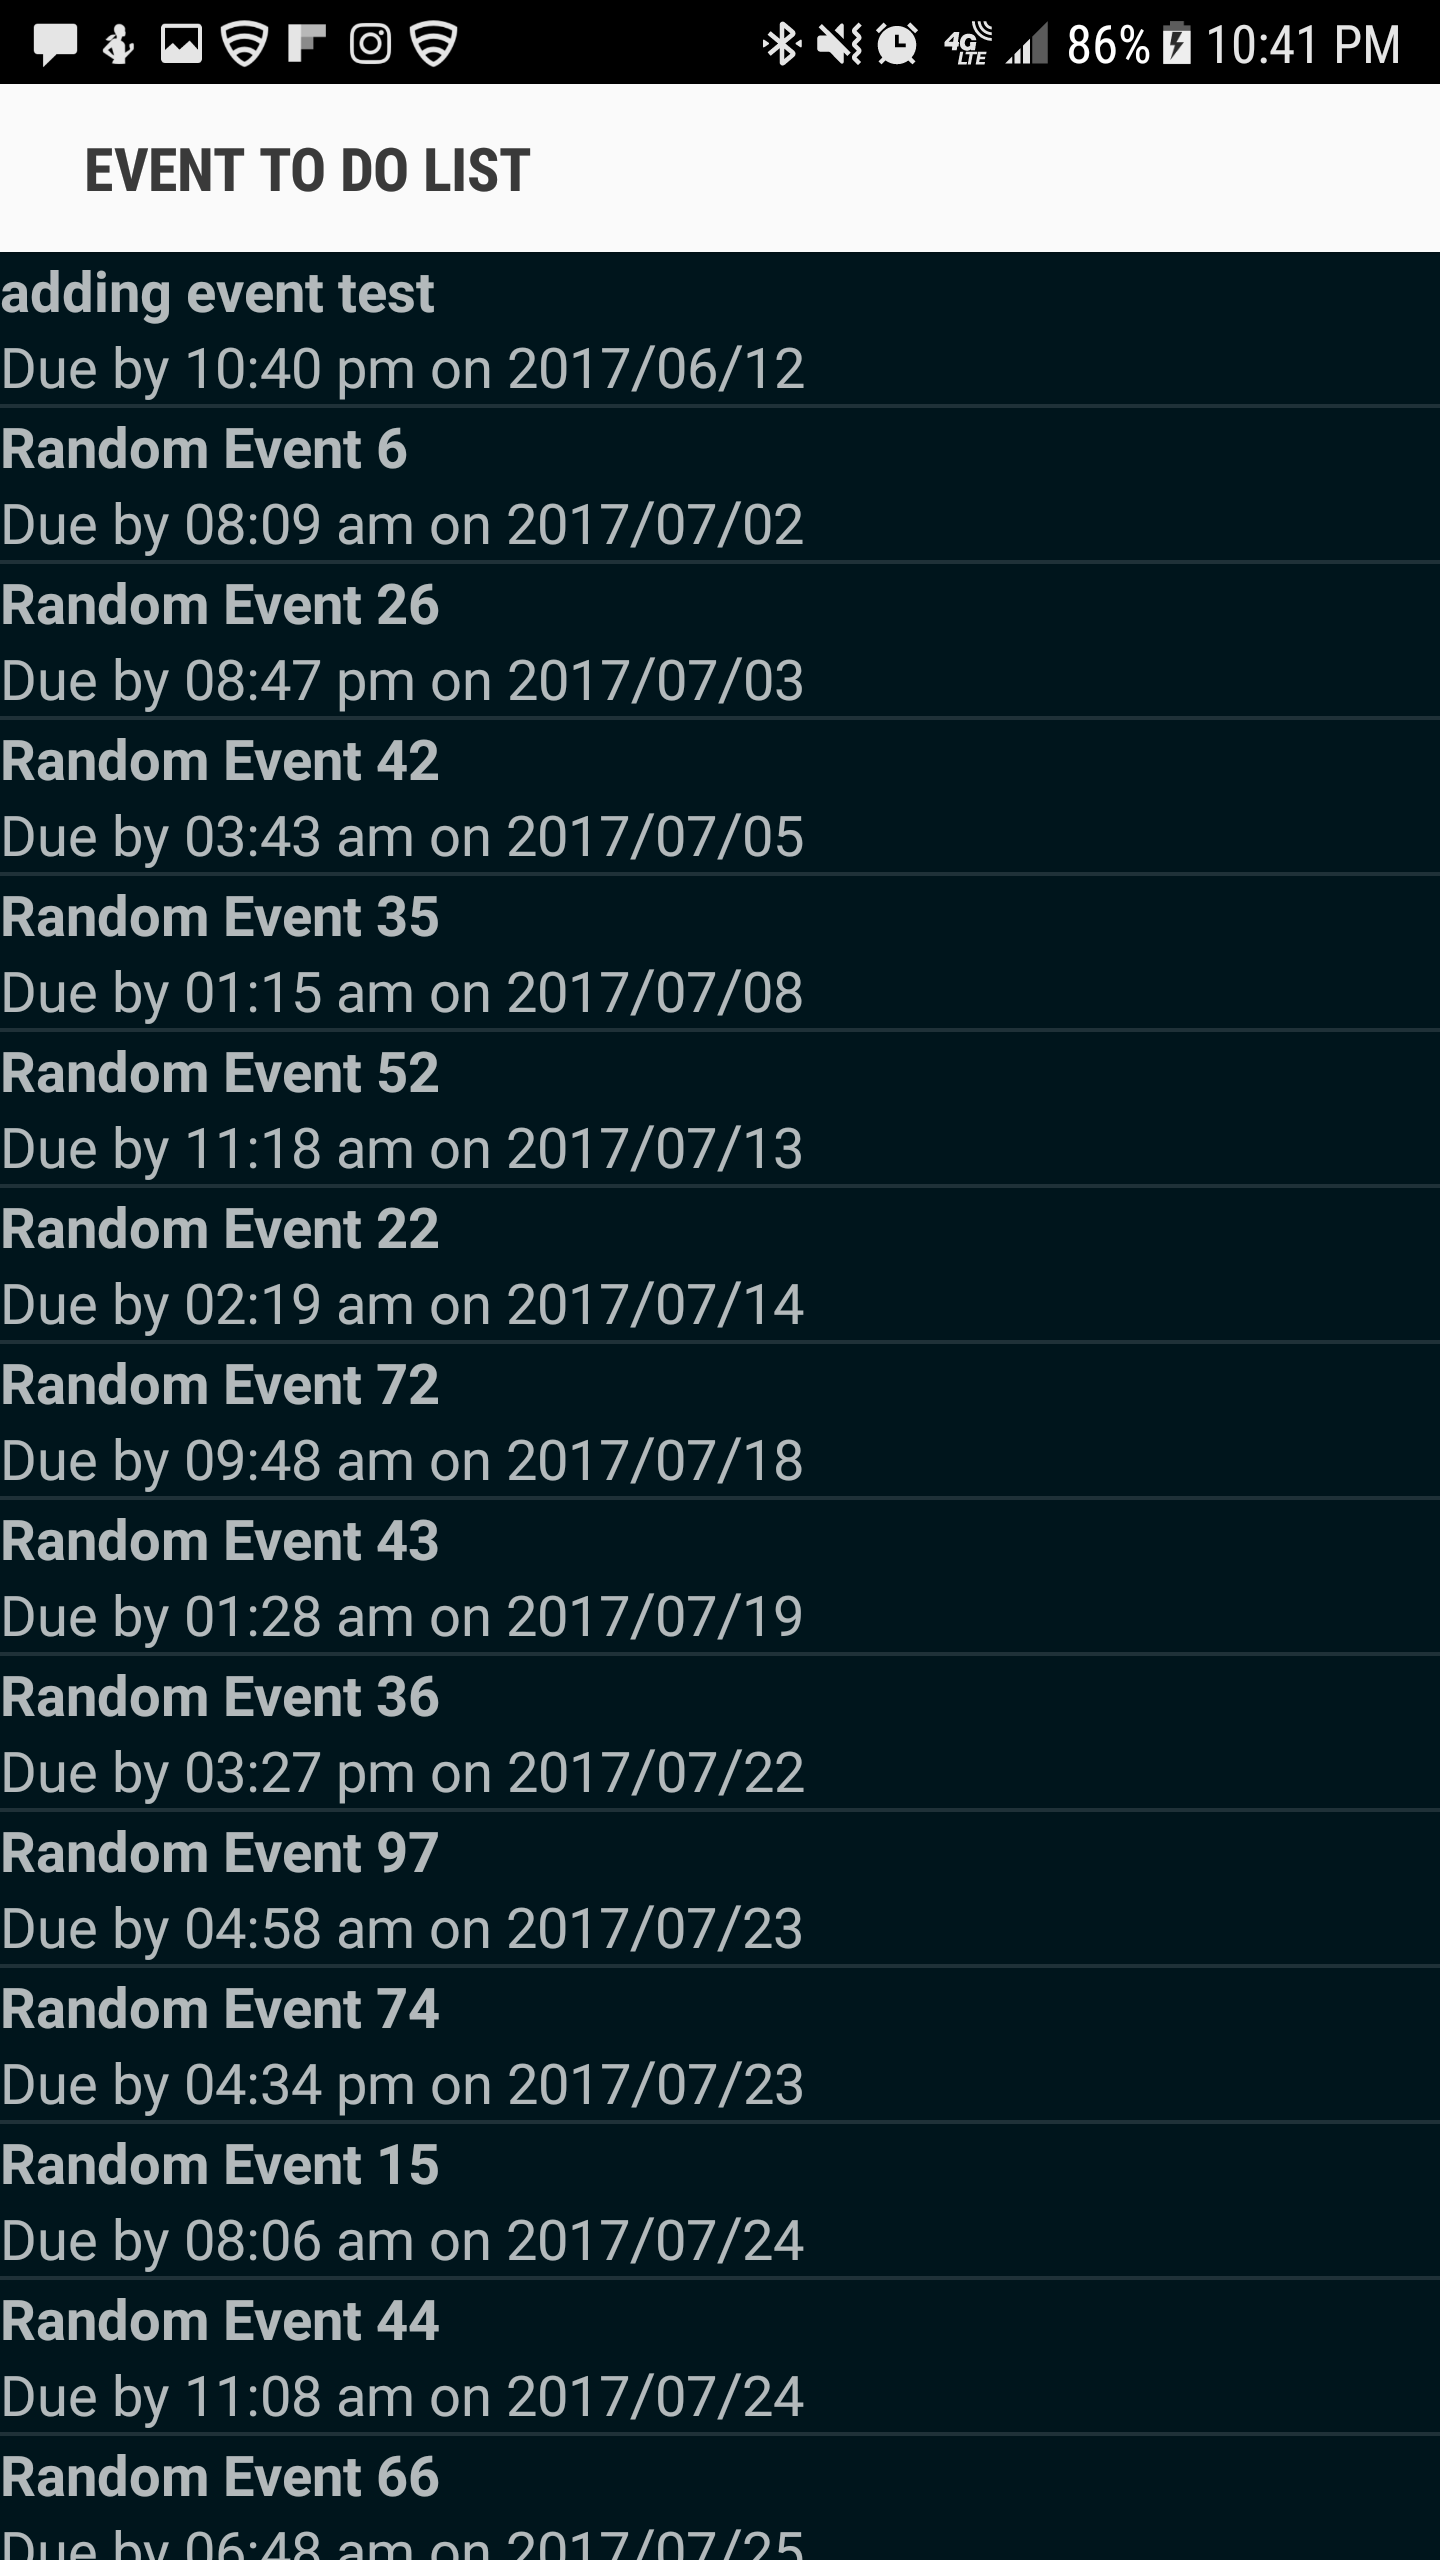 86% 10:41 PM
EVENT TO DO LIST
adding event test
Due by 10:40 pm on 2017/06/12
Random Event 6
Due by 08:09 am on 2017/07/02
Random Event 26
Due by 08:47 pm on 2017/07/03
Random Event 42
Due by 03:43 am on 2017/07/05
Random Event 35
Due by 01:15 am on 2017/07/08
Random Event 52
Due by 11:18 am on 2017/07/13
Random Event 22
Due by 02:19 am on 2017/07/14
Random Event 72
Due by 09:48 am on 2017/07/18
Random Event 43
Due by 01:28 am on 2017/07/19
Random Event 36
Due by 03:27 pm on 2017/07/22
Random Event 97
Due by 04:58 am on 2017/07/23
Random Event 74
Due by 04:34 pm on 2017/07/23
Random Event 15
Due by 08:06 am on 2017/07/24
Random Event 44
Due by 11:08 am on 2017/07/24
Random Event 66
Due by 06:48 am on 2017/07/25